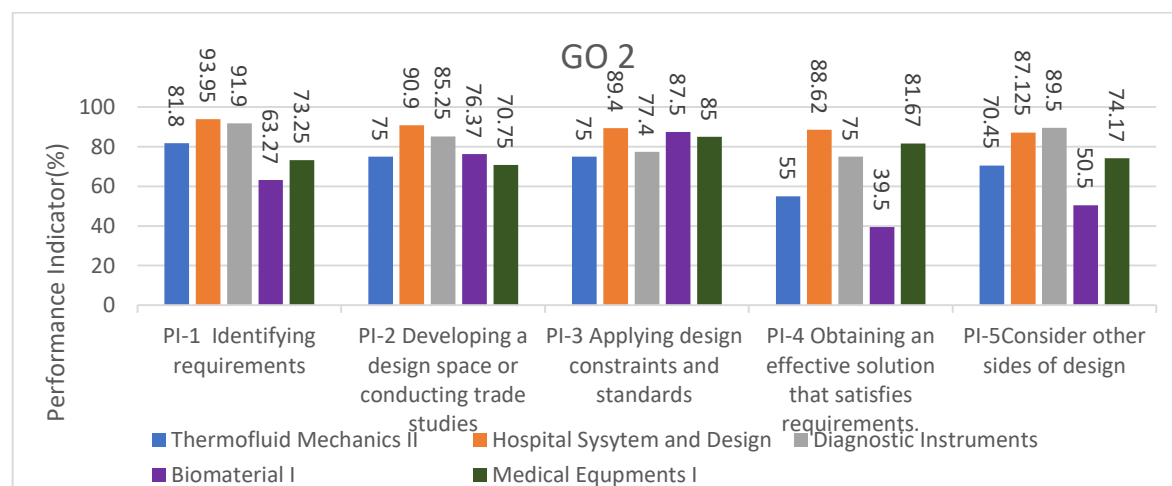 GO 2
Performance Indicator(%)
100
80
60
40
20
0
81.8
93.95
91.9
63.27
73.25
75
90.9
85.25
76.37
70.75
75
89.4
77.4
87.5
85
55
88.62
75
39.5
81.67
70.45
87.125
89.5
50.5
74.17
PI-1 Identifying
requirements
PI-2 Developing a
design space or
conducting trade
studies
PI-3 Applying design
constraints and
standards
PI-4 Obtaining an
effective solution
that satisfies
requirements.
PI-5Consider other
sides of design
Thermofluid Mechanics II
Hospital Sysytem and Design
Diagnostic Instruments
Biomaterial I
Medical Equpments I